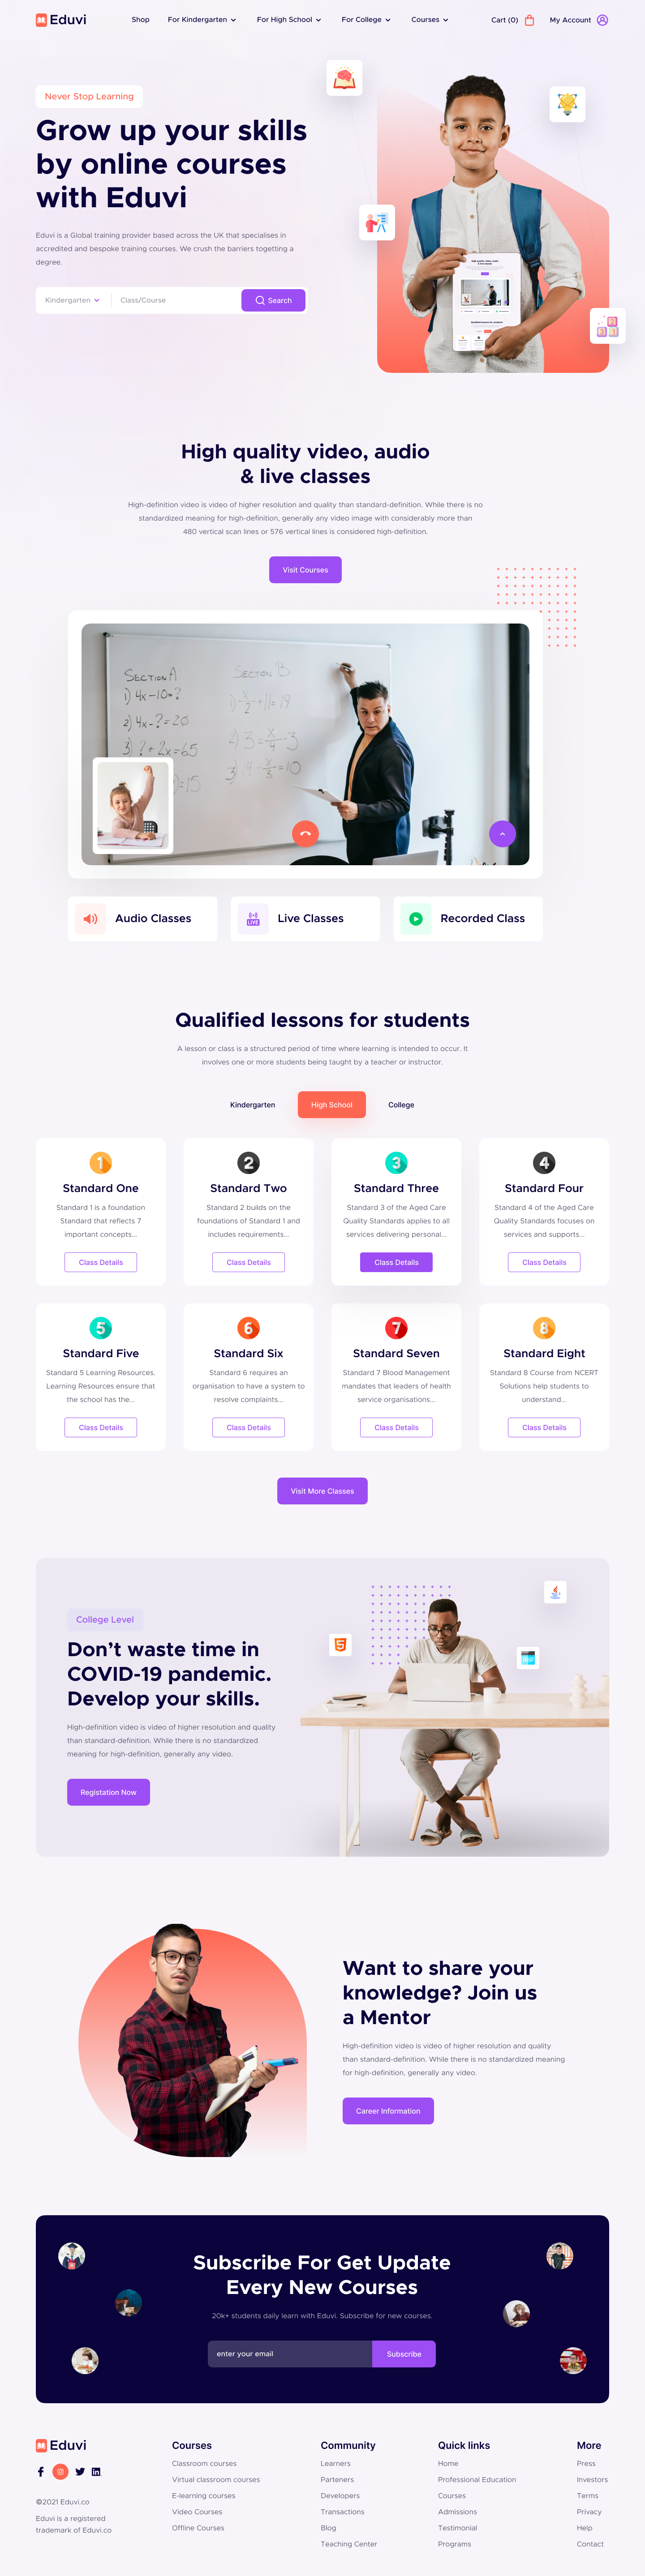 Eduvi
Shop
For Kindergarten
For High School
For College
Courses
Cart (0)
My Account
Never Stop Learning
Grow up your skills
by online courses
with Eduvi
Eduvi is a Global training provider based across the UK that specialises in
accredited and bespoke training courses. We crush the barriers togetting a
degree.
Kindergarten
Class/Course
Search
High quality video, audio
& live classes
High-definition video is video of higher resolution and quality than standard-definition. While there is no
standardized meaning for high-definition, generally any video image with considerably more than
480 vertical scan lines or 576 vertical lines is considered high-definition.
Visit Courses
Section A
Section B
Audio Classes
LIVE
Live Classes
Recorded Class
Qualified lessons for students
A lesson or class is a structured period of time where learning is intended to occur. It
involves one or more students being taught by a teacher or instructor.
Kindergarten
High School
College
1
2
3
4
Standard One
Standard Two
Standard Three
Standard Four
Standard 1 is a foundation
Standard that reflects 7
important concepts...
Standard 2 builds on the
foundations of Standard 1 and
includes requirements...
Standard 3 of the Aged Care
Quality Standards applies to all
services delivering personal...
Standard 4 of the Aged Care
Quality Standards focuses on
services and supports...
Class Details
Class Details
Class Details
Class Details
5
6
7
8
Standard Five
Standard Six
Standard Seven
Standard Eight
Standard 5 Learning Resources.
Learning Resources ensure that
the school has the...
Standard 6 requires an
organisation to have a system to
resolve complaints...
Standard 7 Blood Management
mandates that leaders of health
service organisations...
Standard 8 Course from NCERT
Solutions help students to
understand...
Class Details
Class Details
Class Details
Class Details
Visit More Classes
College Level
Don’t waste time in
COVID-19 pandemic.
Develop your skills.
High-definition video is video of higher resolution and quality
than standard-definition. While there is no standardized
meaning for high-definition, generally any video.
Registation Now
Want to share your
knowledge? Join us
a Mentor
High-definition video is video of higher resolution and quality
than standard-definition. While there is no standardized meaning
for high-definition, generally any video.
Career Information
Subscribe For Get Update
Every New Courses
20k+ students daily learn with Eduvi. Subscribe for new courses.
enter your email
Subscribe
Eduvi
©2021 Eduvi.co
Eduvi is a registered
trademark of Eduvi.co
Courses
Classroom courses
Virtual classroom courses
E-learning courses
Video Courses
Offline Courses
Community
Learners
Parteners
Developers
Transactions
Blog
Teaching Center
Quick links
Home
Professional Education
Courses
Admissions
Testimonial
Programs
More
Press
Investors
Terms
Privacy
Help
Contact